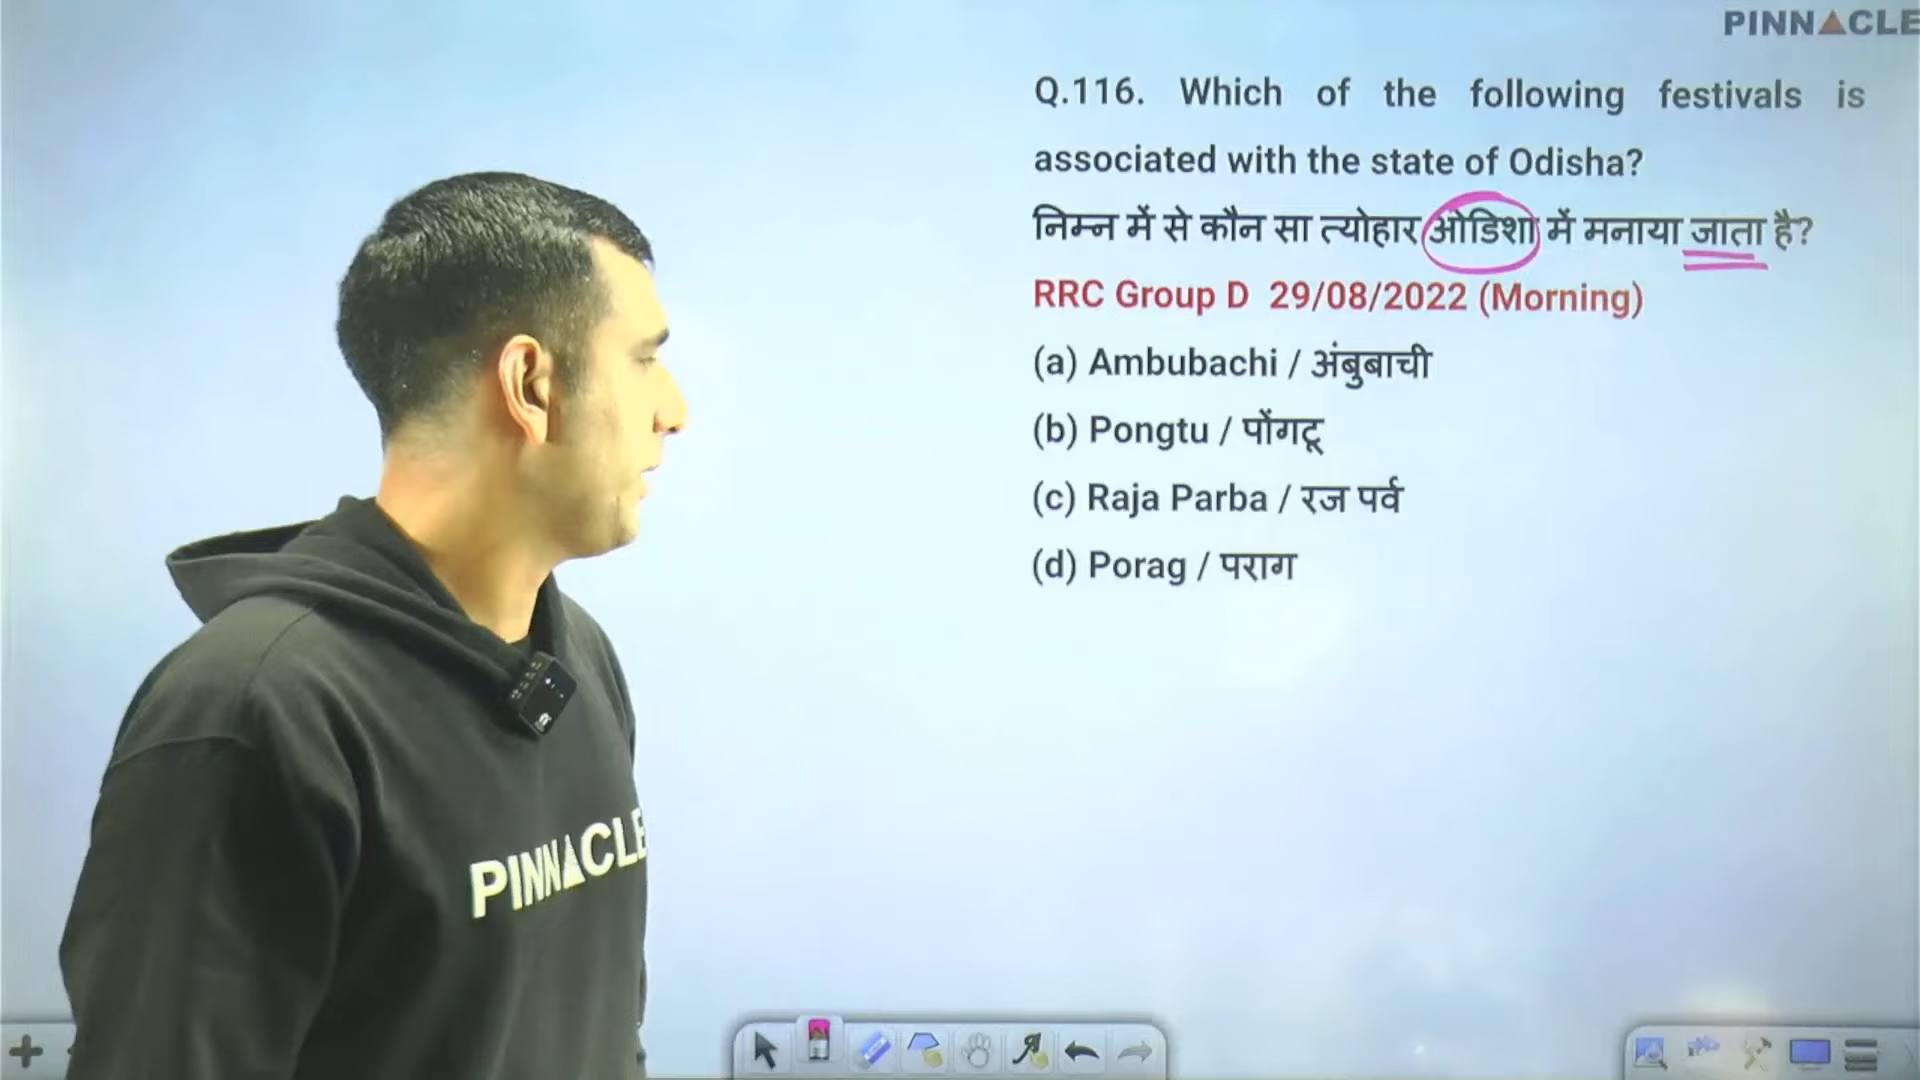 PINNACLE
Q.116. Which of the following festivals is
associated with the state of Odisha?
निम्न में से कौन सा त्योहार ओडिशा में मनाया जाता है?
RRC Group D 29/08/2022 (Morning)
(a) Ambubachi / अंबुबाची
(b) Pongtu / पोंगटू
(c) Raja Parba / रज पर्व
(d) Porag / पराग
PINNACLE